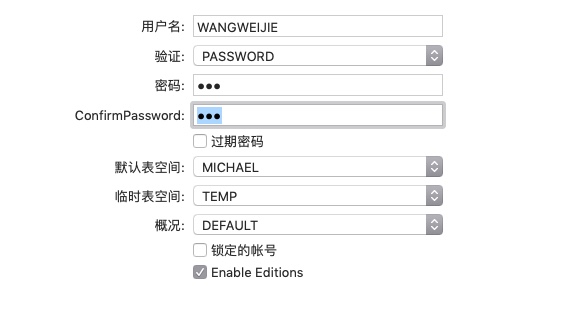 用户名: WANGWEIJIE
验证: PASSWORD
密码: •••
ConfirmPassword: •••
过期密码
默认表空间: MICHAEL
临时表空间: TEMP
概况: DEFAULT
锁定的帐号
Enable Editions